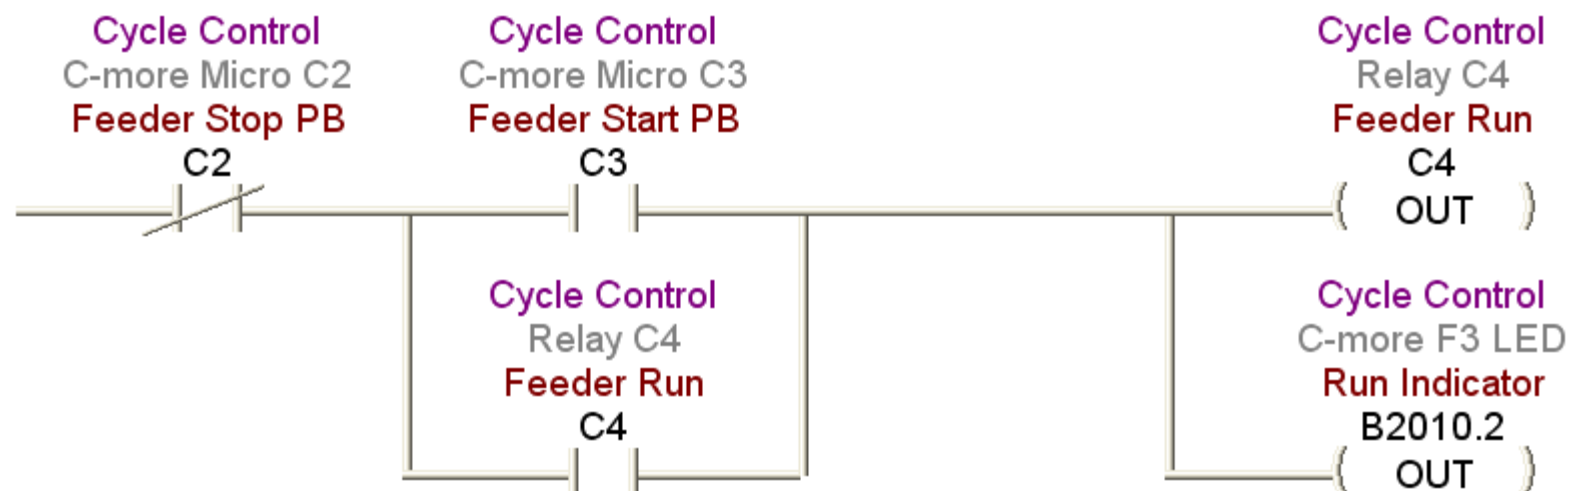 Cycle Control
C-more Micro C2
Feeder Stop PB
C2
Cycle Control
C-more Micro C3
Feeder Start PB
C3
Cycle Control
Relay C4
Feeder Run
C4
OUT
Cycle Control
Relay C4
Feeder Run
C4
Cycle Control
C-more F3 LED
Run Indicator
B2010.2
OUT